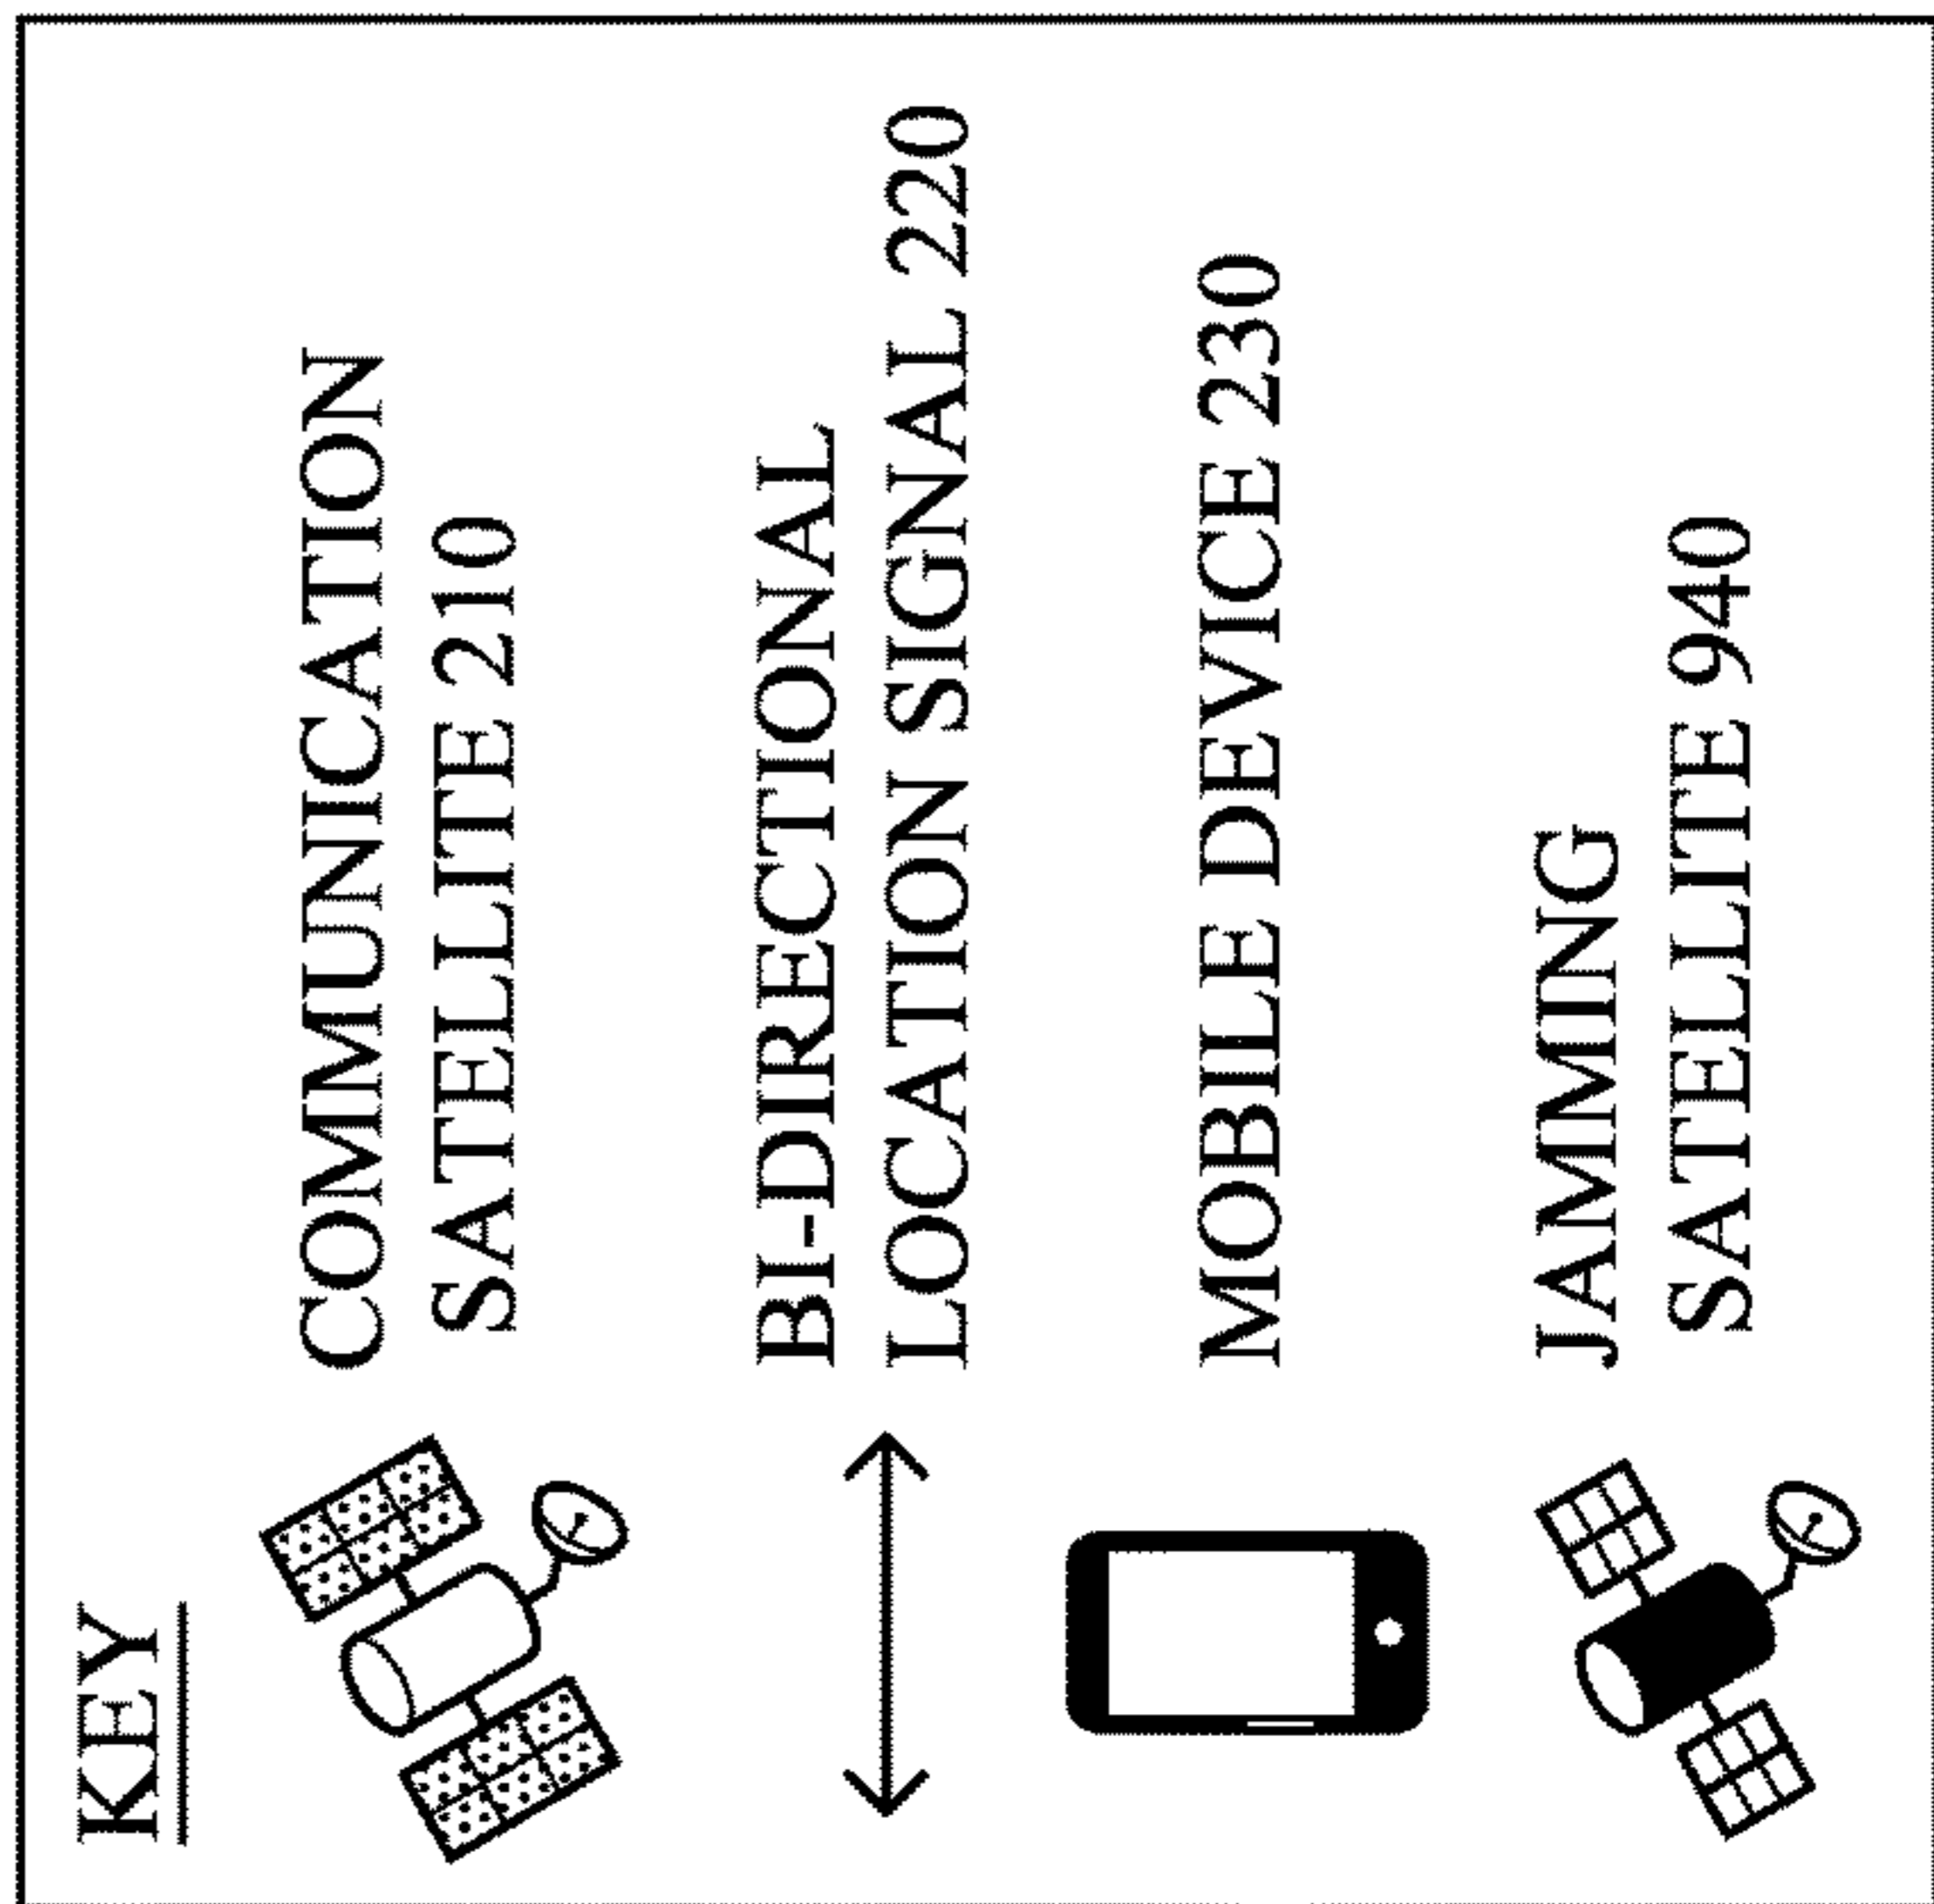 KEY
COMMUNICATION
SATELLITE 210
BI-DIRECTIONAL
LOCATION SIGNAL 220
MOBILE DEVICE 230
JAMMING
SATELLITE 940